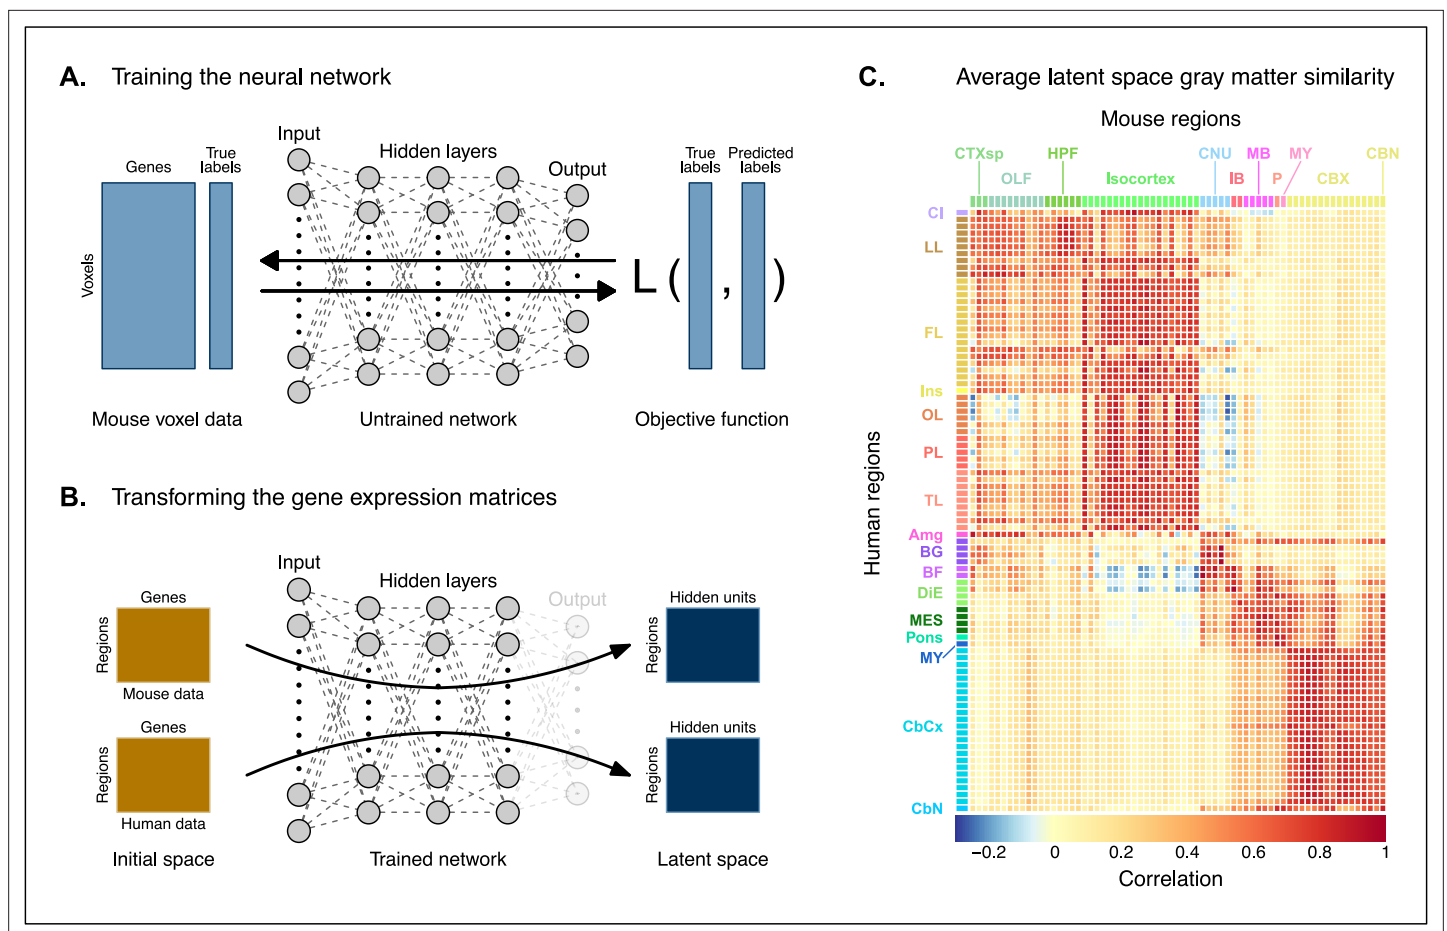 A. Training the neural network
Input
Hidden layers
Output
Genes
True labels
Voxels
True labels
Predicted labels
L ( , )
Mouse voxel data
Untrained network
Objective function
B. Transforming the gene expression matrices
Input
Hidden layers
Output
Genes
Regions
Mouse data
Genes
Regions
Human data
Hidden units
Regions
Hidden units
Regions
Initial space
Trained network
Latent space
C. Average latent space gray matter similarity
Mouse regions
CTXsp
HPF
CNU
MB
MY
CBN
OLF
Isocortex
IB
P
CBX
Human regions
Cl
LL
FL
Ins
OL
PL
TL
Amg
BG
BF
DiE
MES
Pons
MY
CbCx
CbN
−0.2 0 0.2 0.4 0.6 0.8 1
Correlation